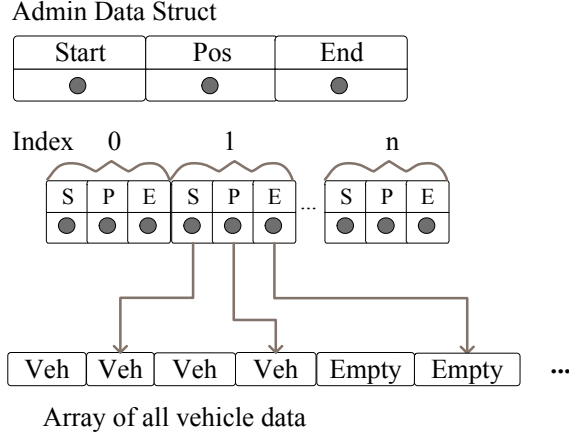 Admin Data Struct
Start Pos End
Index 0 1 n
S P E S P E ... S P E
Veh Veh Veh Veh Empty Empty ...
Array of all vehicle data